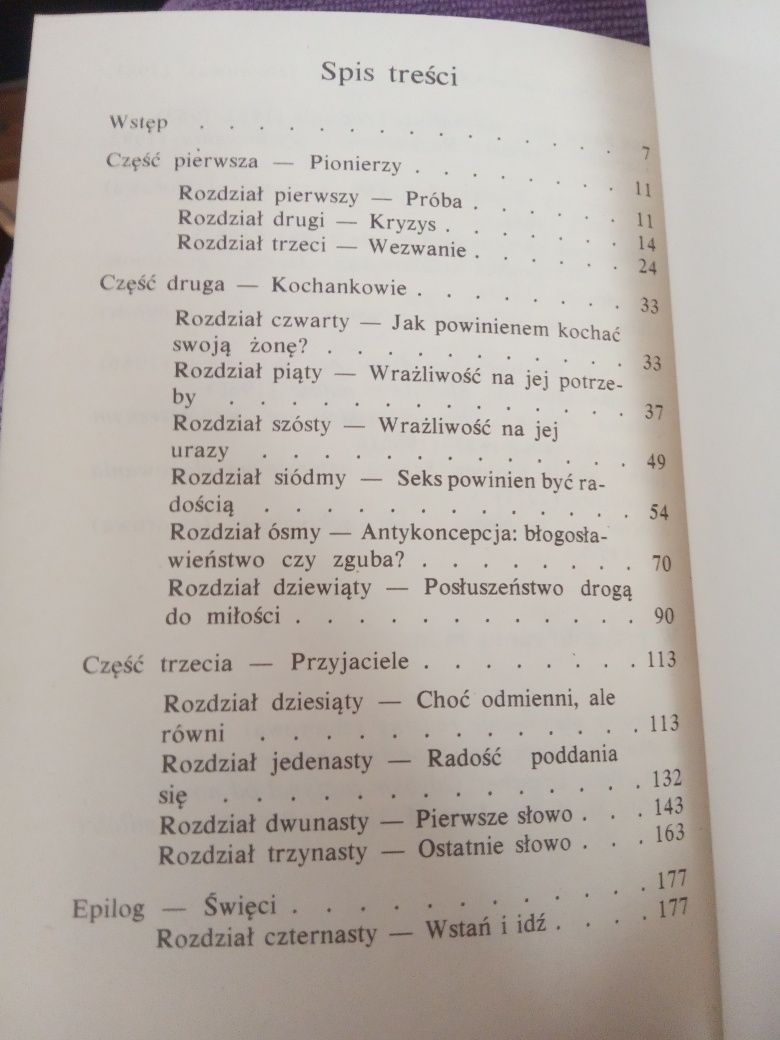 Spis treści
Wstęp . . . . . . . . . . . . . . . 7
Część pierwsza — Pionierzy . . . . . . . . 11
Rozdział pierwszy — Próba . . . . . . 11
Rozdział drugi — Kryzys . . . . . . . 14
Rozdział trzeci — Wezwanie . . . . . . 24
Część druga — Kochankowie . . . . . . . . 33
Rozdział czwarty — Jak powinienem kochać
swoją żonę? . . . . . . . . . . . 33
Rozdział piąty — Wrażliwość na jej potrze-
by . . . . . . . . . . . . . . 37
Rozdział szósty — Wrażliwość na jej
urazy . . . . . . . . . . . . . 49
Rozdział siódmy — Seks powinien być ra-
dością . . . . . . . . . . . . . 54
Rozdział ósmy — Antykoncepcja: błogosła-
wieństwo czy zguba? . . . . . . . . 70
Rozdział dziewiąty — Posłuszeństwo drogą
do miłości . . . . . . . . . . . . 90
Część trzecia — Przyjaciele . . . . . . . . 113
Rozdział dziesiąty — Choć odmienni, ale
równi . . . . . . . . . . . . . 113
Rozdział jedenasty — Radość poddania
się . . . . . . . . . . . . . . 132
Rozdział dwunasty — Pierwsze słowo . . . 143
Rozdział trzynasty — Ostatnie słowo . . . 163
Epilog — Święci . . . . . . . . . . . . 177
Rozdział czternasty — Wstań i idź . . . . 177